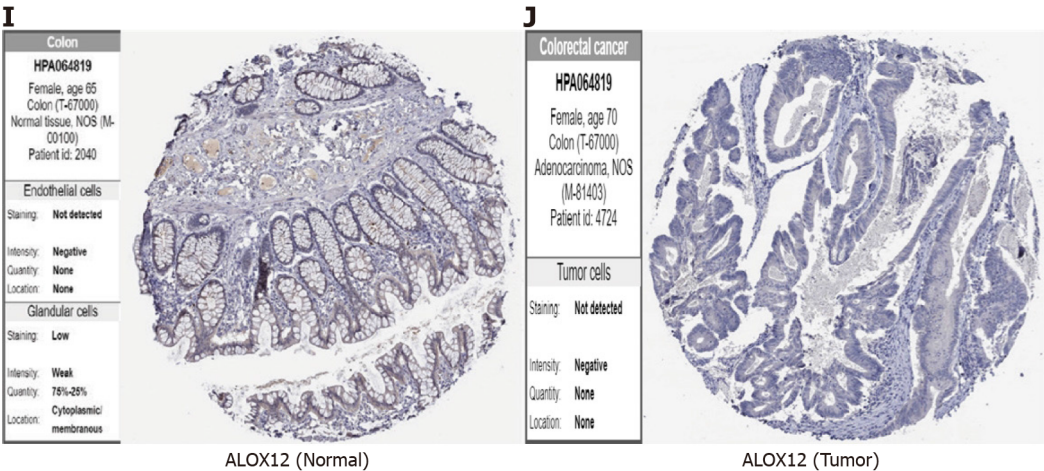 I
Colon
HPA064819
Female, age 65
Colon (T-67000)
Normal tissue, NOS (M-
00100)
Patient id: 2040
Endothelial cells
Staining: Not detected
Intensity: Negative
Quantity: None
Location: None
Glandular cells
Staining: Low
Intensity: Weak
Quantity: 75%-25%
Location: Cytoplasmic/
membranous
ALOX12 (Normal)
J
Colorectal cancer
HPA064819
Female, age 70
Colon (T-67000)
Adenocarcinoma, NOS
(M-81403)
Patient id: 4724
Tumor cells
Staining: Not detected
Intensity: Negative
Quantity: None
Location: None
ALOX12 (Tumor)